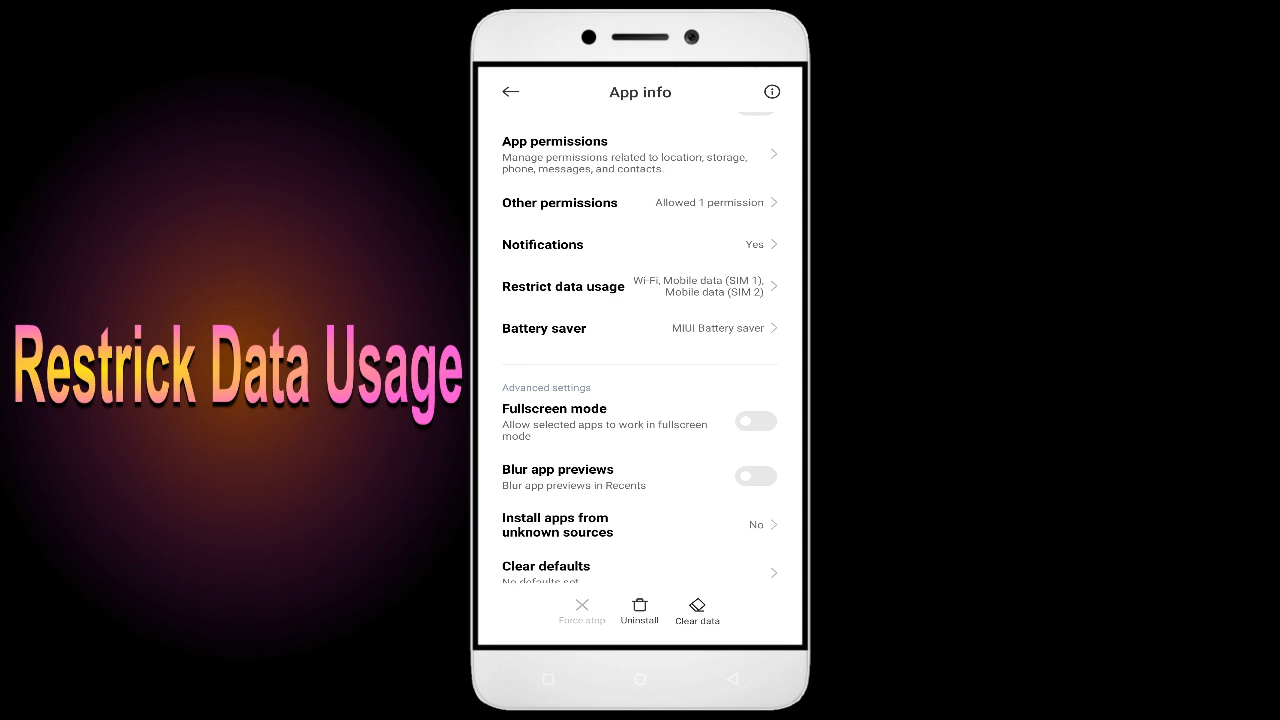 Restrick Data Usage
App info
App permissions
Manage permissions related to location, storage,
phone, messages, and contacts.
Other permissions
Allowed 1 permission
Notifications
Yes
Restrict data usage
Wi-Fi, Mobile data (SIM 1),
Mobile data (SIM 2)
Battery saver
MIUI Battery saver
Advanced settings
Fullscreen mode
Allow selected apps to work in fullscreen
mode
Blur app previews
Blur app previews in Recents
Install apps from
unknown sources
No
Clear defaults
No defaults set
Force stop
Uninstall
Clear data